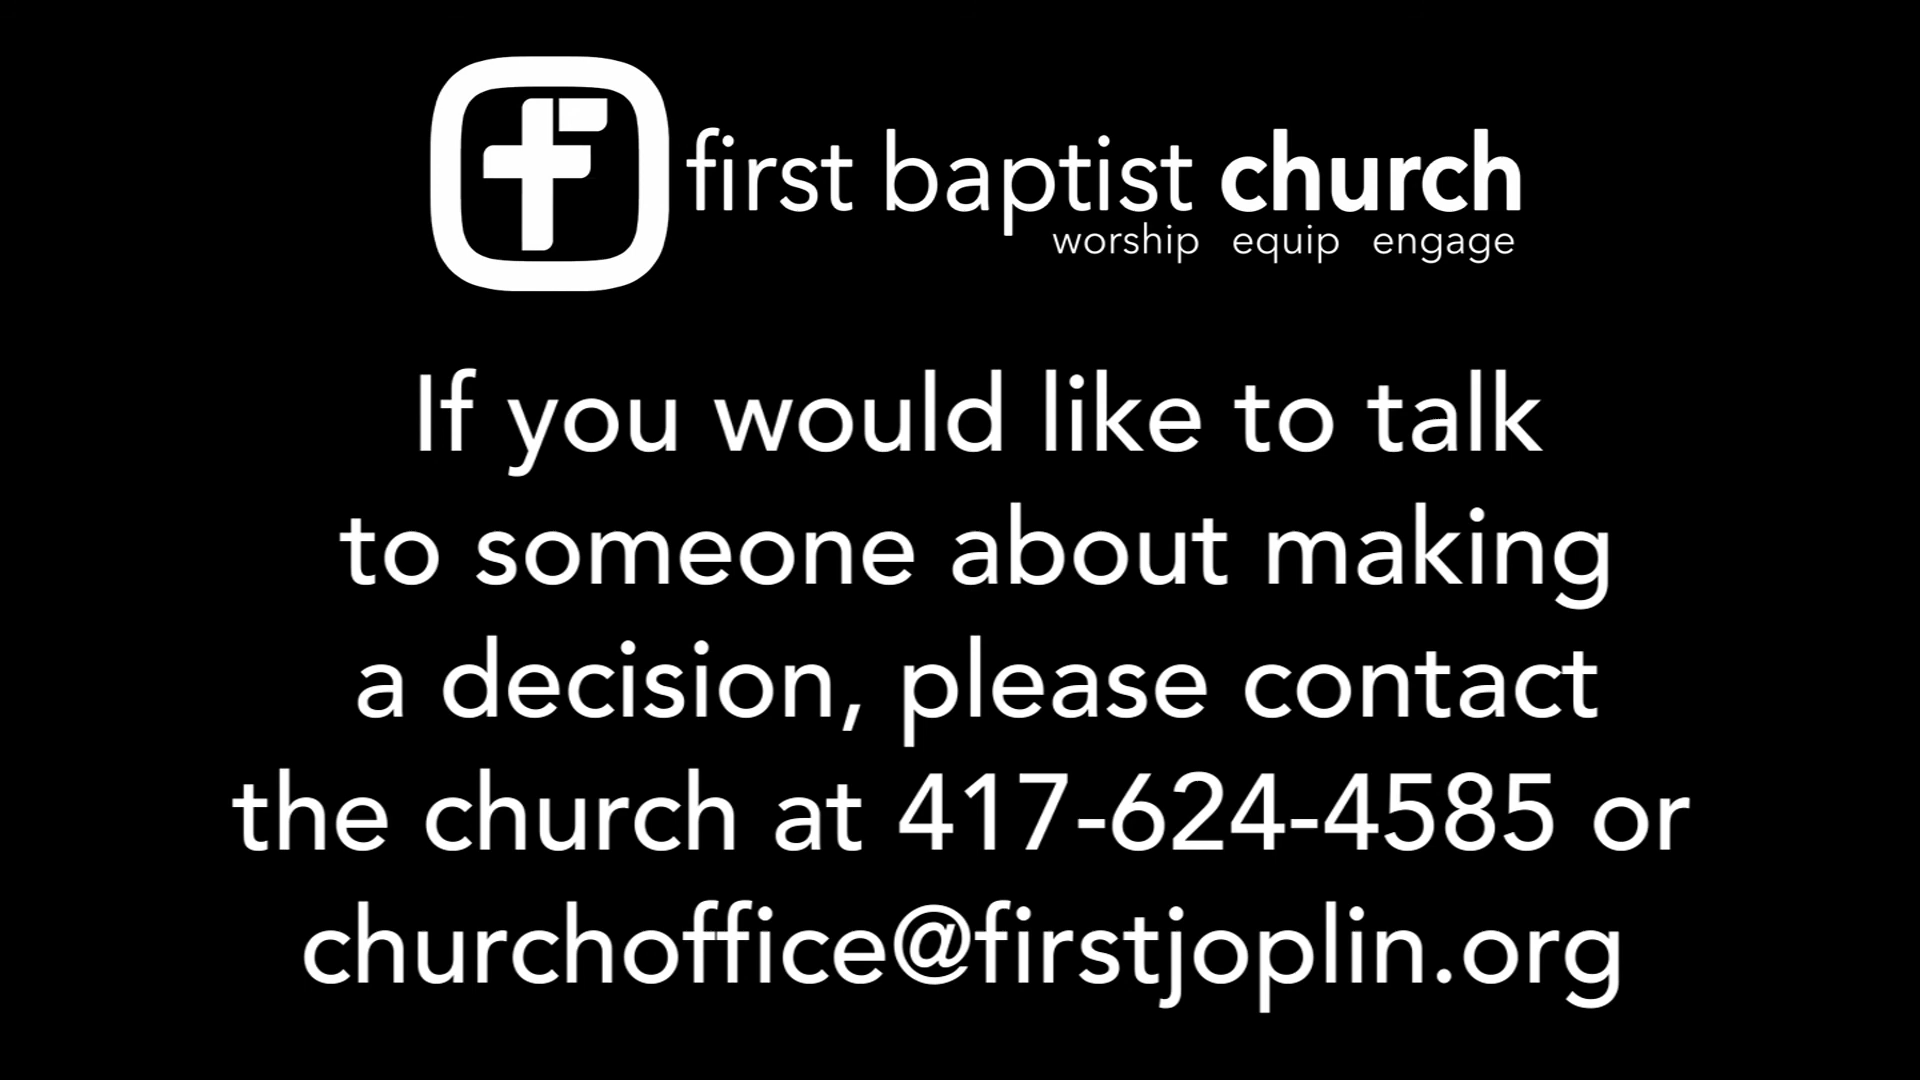 first baptist church
worship equip engage
If you would like to talk
to someone about making
a decision, please contact
the church at 417-624-4585 or
churchoffice@firstjoplin.org